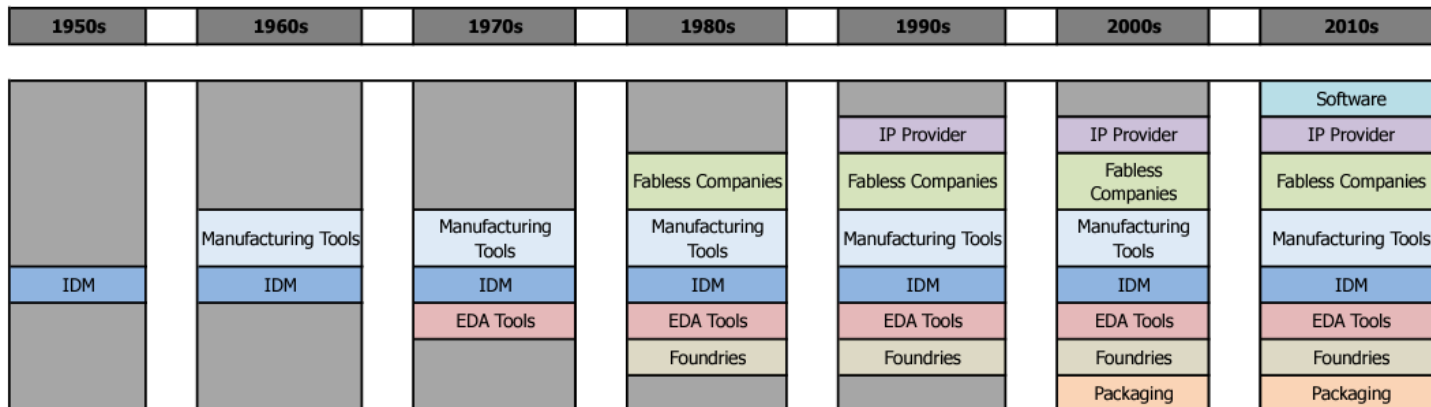 1950s 1960s 1970s 1980s 1990s 2000s 2010s
Software
IP Provider IP Provider IP Provider
Fabless Companies Fabless Companies Fabless Companies Fabless Companies
Manufacturing Tools Manufacturing Tools Manufacturing Tools Manufacturing Tools Manufacturing Tools Manufacturing Tools
IDM IDM IDM IDM IDM IDM IDM
EDA Tools EDA Tools EDA Tools EDA Tools EDA Tools
Foundries Foundries Foundries Foundries
Packaging Packaging